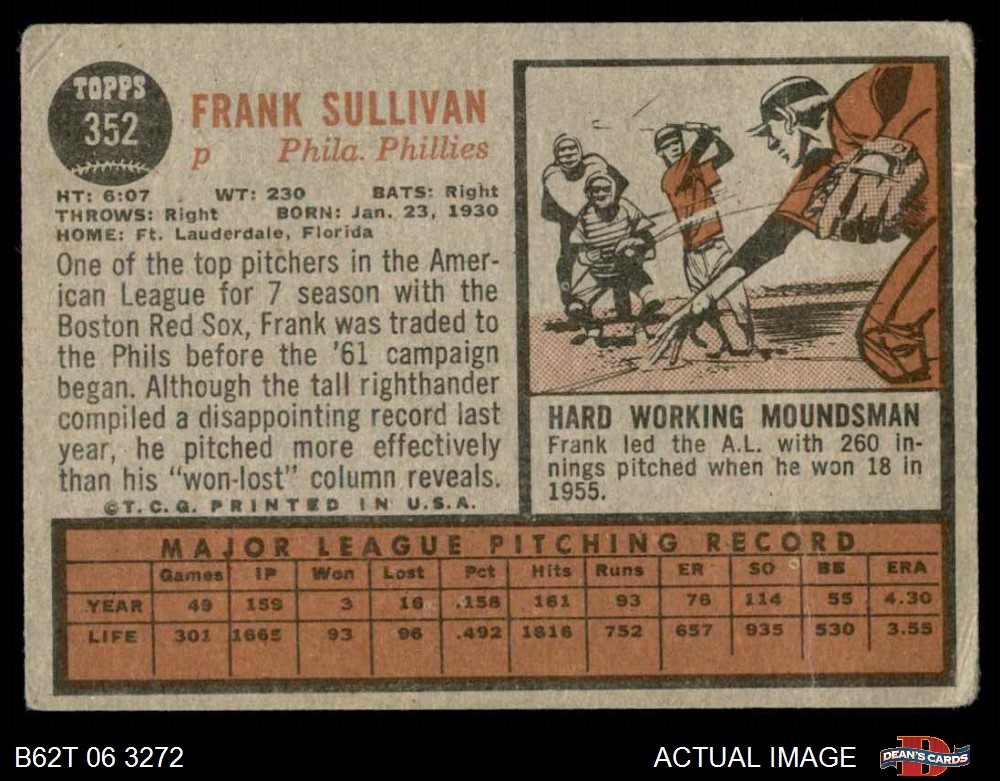 TOPPS
352
FRANK SULLIVAN
p Phila. Phillies
HT: 6:07 WT: 230 BATS: Right
THROWS: Right BORN: Jan. 23, 1930
HOME: Ft. Lauderdale, Florida
One of the top pitchers in the Amer-
ican League for 7 season with the
Boston Red Sox, Frank was traded to
the Phils before the '61 campaign
began. Although the tall righthander
compiled a disappointing record last
year, he pitched more effectively
than his "won-lost" column reveals.
©T.C.G. PRINTED IN U.S.A.
HARD WORKING MOUNDSMAN
Frank led the A.L. with 260 in-
nings pitched when he won 18 in
1955.
MAJOR LEAGUE PITCHING RECORD
Games IP Won Lost Pct Hits Runs ER SO BB ERA
YEAR 49 159 3 16 .158 161 93 76 114 55 4.30
LIFE 301 1665 93 96 .492 1616 752 657 935 530 3.55
B62T 06 3272
ACTUAL IMAGE
D
DEAN'S CARDS